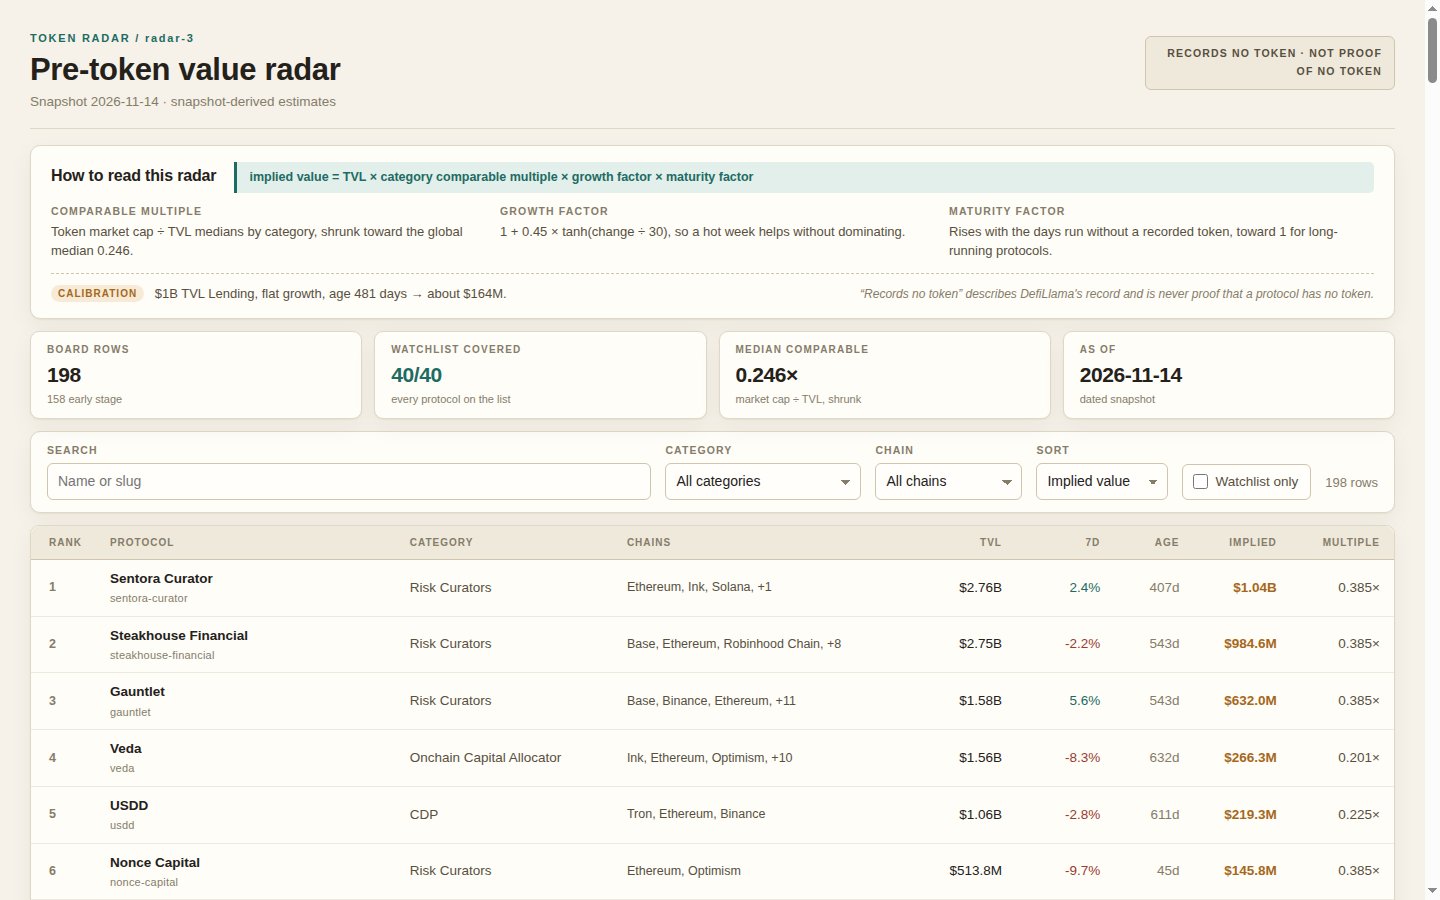 TOKEN RADAR / radar-3
Pre-token value radar
Snapshot 2026-11-14 · snapshot-derived estimates
RECORDS NO TOKEN · NOT PROOF
OF NO TOKEN
How to read this radar
implied value = TVL × category comparable multiple × growth factor × maturity factor
COMPARABLE MULTIPLE
Token market cap ÷ TVL medians by category, shrunk toward the global
median 0.246.
GROWTH FACTOR
1 + 0.45 × tanh(change ÷ 30), so a hot week helps without dominating.
MATURITY FACTOR
Rises with the days run without a recorded token, toward 1 for long-
running protocols.
CALIBRATION $1B TVL Lending, flat growth, age 481 days → about $164M.
“Records no token” describes DefiLlama's record and is never proof that a protocol has no token.
BOARD ROWS
198
158 early stage
WATCHLIST COVERED
40/40
every protocol on the list
MEDIAN COMPARABLE
0.246×
market cap ÷ TVL, shrunk
AS OF
2026-11-14
dated snapshot
SEARCH CATEGORY CHAIN SORT
Name or slug All categories All chains Implied value Watchlist only 198 rows
RANK PROTOCOL CATEGORY CHAINS TVL 7D AGE IMPLIED MULTIPLE
1 Sentora Curator Risk Curators Ethereum, Ink, Solana, +1 $2.76B 2.4% 407d $1.04B 0.385×
sentora-curator
2 Steakhouse Financial Risk Curators Base, Ethereum, Robinhood Chain, +8 $2.75B -2.2% 543d $984.6M 0.385×
steakhouse-financial
3 Gauntlet Risk Curators Base, Binance, Ethereum, +11 $1.58B 5.6% 543d $632.0M 0.385×
gauntlet
4 Veda Onchain Capital Allocator Ink, Ethereum, Optimism, +10 $1.56B -8.3% 632d $266.3M 0.201×
veda
5 USDD CDP Tron, Ethereum, Binance $1.06B -2.8% 611d $219.3M 0.225×
usdd
6 Nonce Capital Risk Curators Ethereum, Optimism $513.8M -9.7% 45d $145.8M 0.385×
nonce-capital